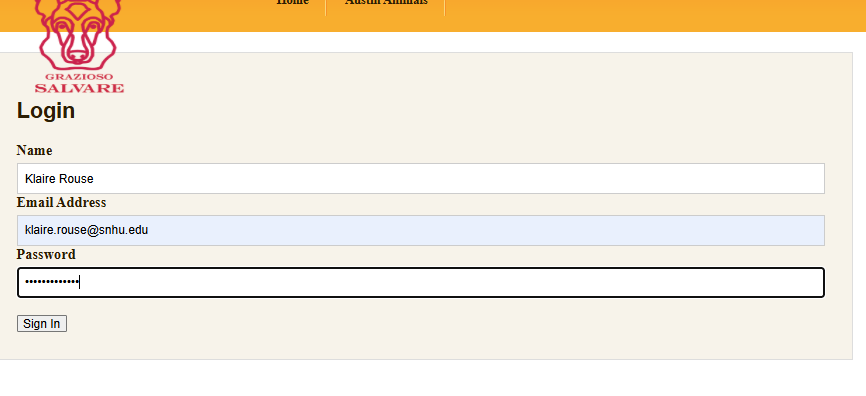 Home Austin Animals
GRAZIOSO
SALVARE
Login
Name
Klaire Rouse
Email Address
klaire.rouse@snhu.edu
Password
•••••••••••••
Sign In